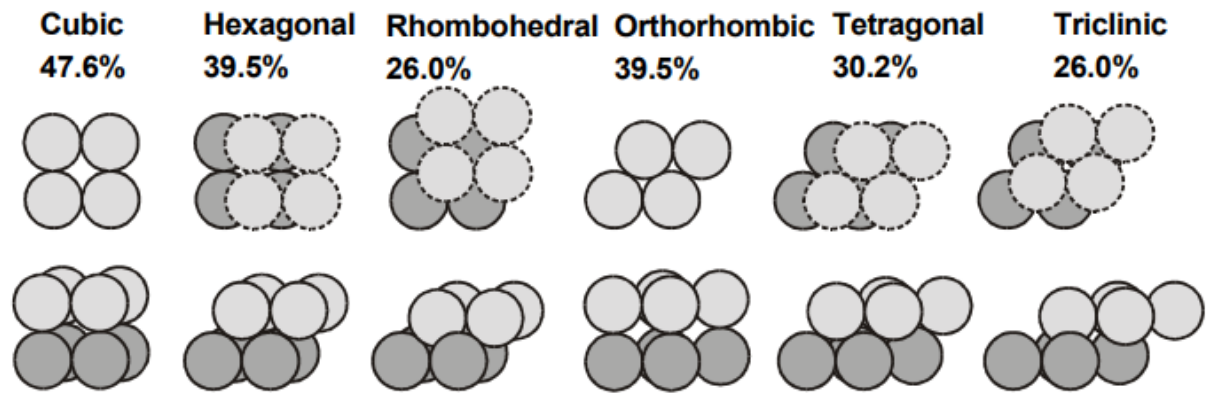 Cubic Hexagonal Rhombohedral Orthorhombic Tetragonal Triclinic
47.6% 39.5% 26.0% 39.5% 30.2% 26.0%